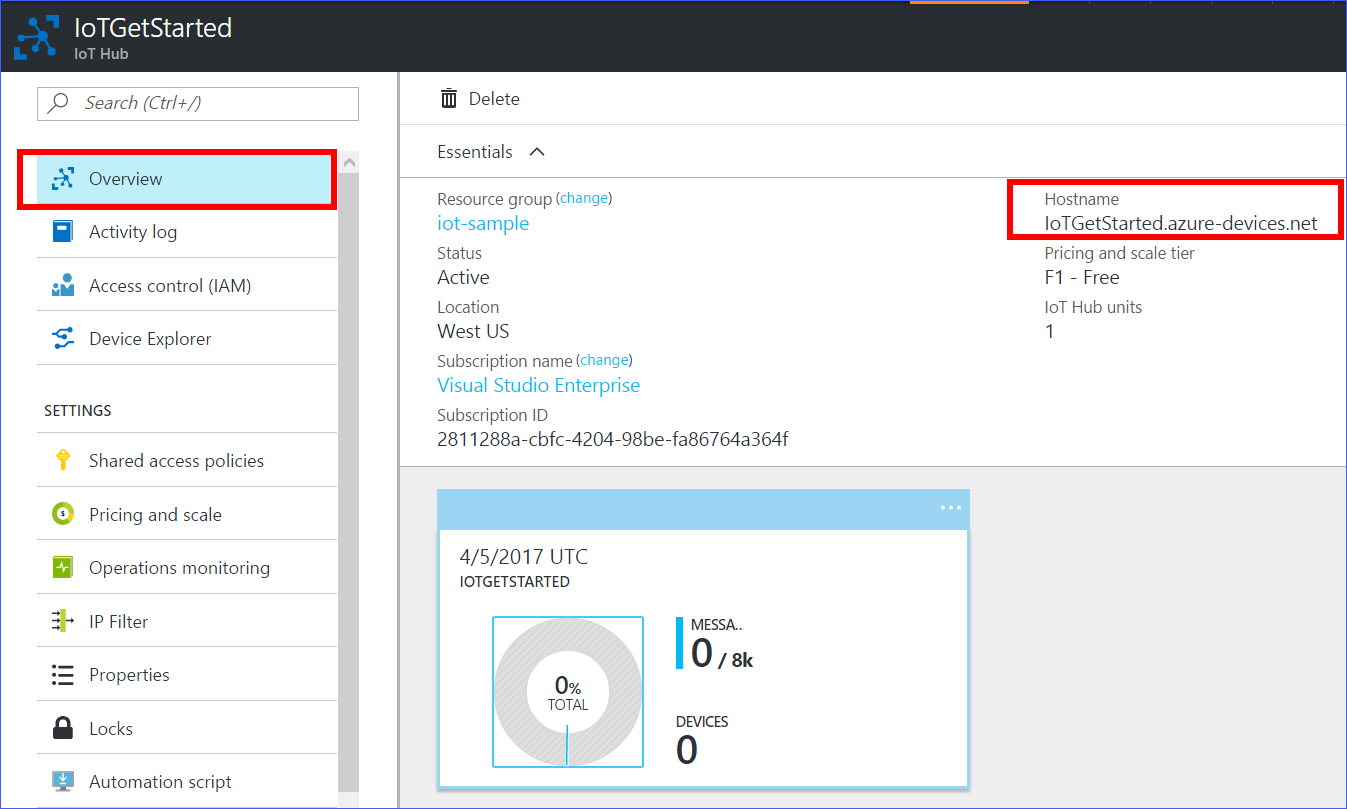 IoTGetStarted
IoT Hub
Search (Ctrl+/)
Overview
Activity log
Access control (IAM)
Device Explorer
SETTINGS
Shared access policies
Pricing and scale
Operations monitoring
IP Filter
Properties
Locks
Automation script
Delete
Essentials
Resource group (change)
iot-sample
Status
Active
Location
West US
Subscription name (change)
Visual Studio Enterprise
Subscription ID
2811288a-cbfc-4204-98be-fa86764a364f
Hostname
IoTGetStarted.azure-devices.net
Pricing and scale tier
F1 - Free
IoT Hub units
1
4/5/2017 UTC
IOTGETSTARTED
0%
TOTAL
MESSA..
0 / 8k
DEVICES
0